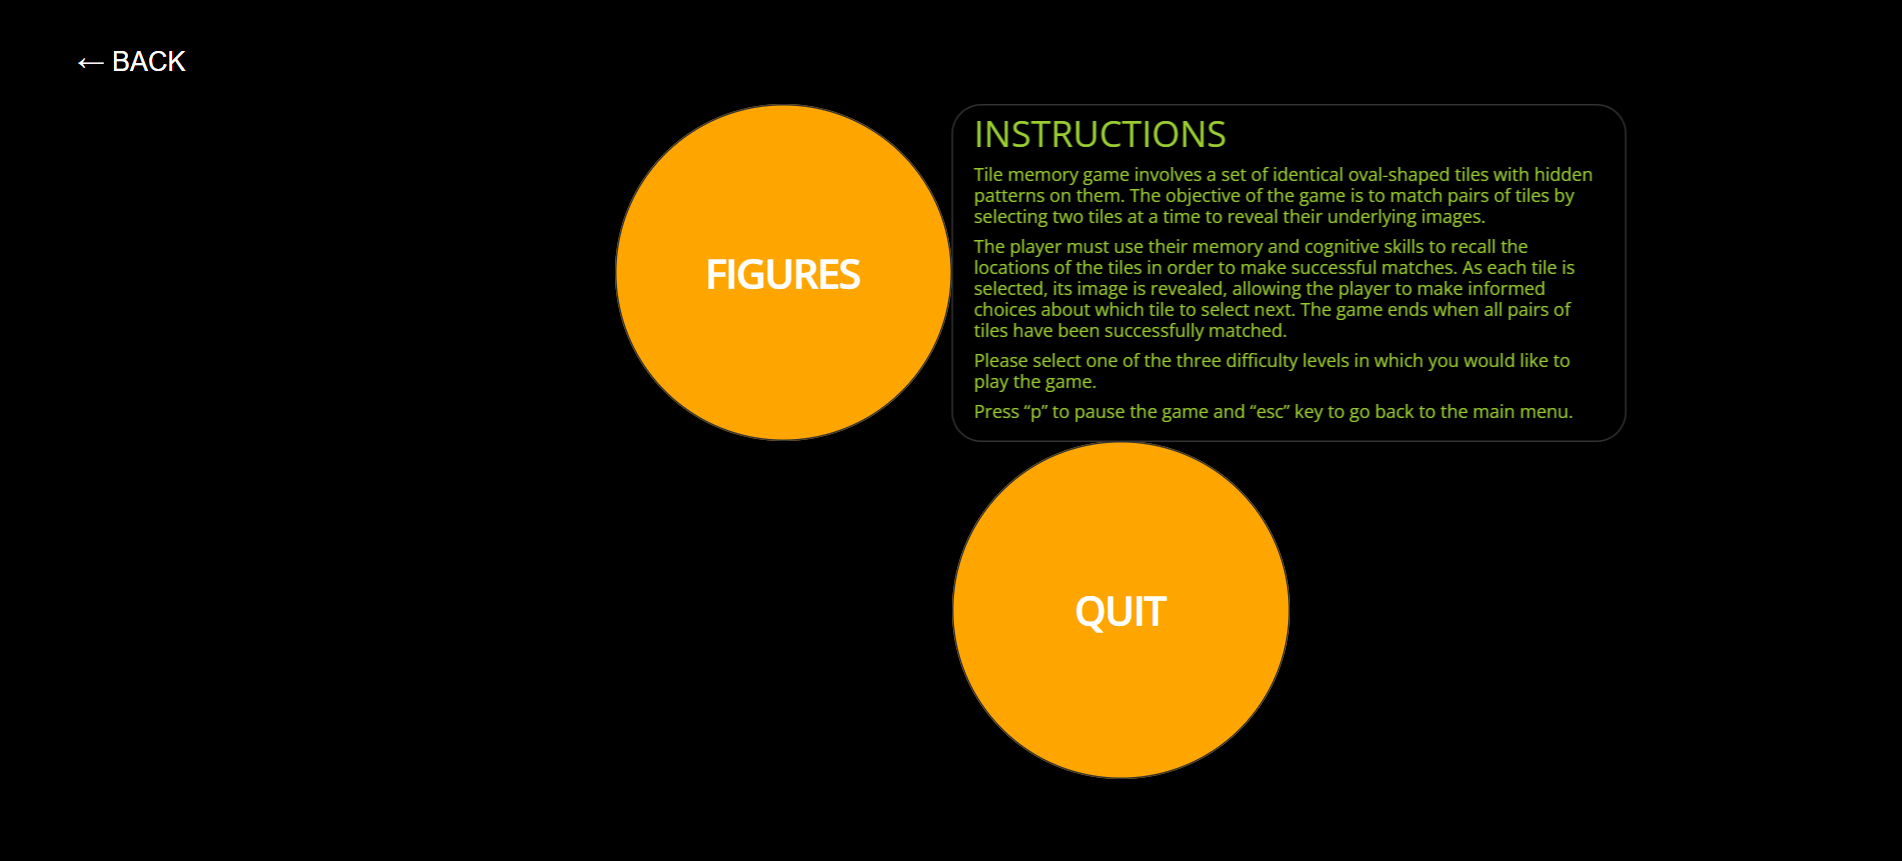 ← BACK
FIGURES
INSTRUCTIONS
Tile memory game involves a set of identical oval-shaped tiles with hidden
patterns on them. The objective of the game is to match pairs of tiles by
selecting two tiles at a time to reveal their underlying images.
The player must use their memory and cognitive skills to recall the
locations of the tiles in order to make successful matches. As each tile is
selected, its image is revealed, allowing the player to make informed
choices about which tile to select next. The game ends when all pairs of
tiles have been successfully matched.
Please select one of the three difficulty levels in which you would like to
play the game.
Press “p” to pause the game and “esc” key to go back to the main menu.
QUIT